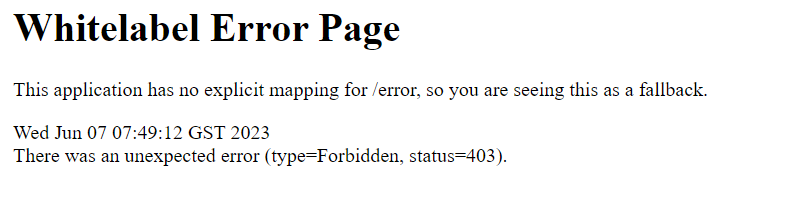 Whitelabel Error Page
This application has no explicit mapping for /error, so you are seeing this as a fallback.
Wed Jun 07 07:49:12 GST 2023
There was an unexpected error (type=Forbidden, status=403).